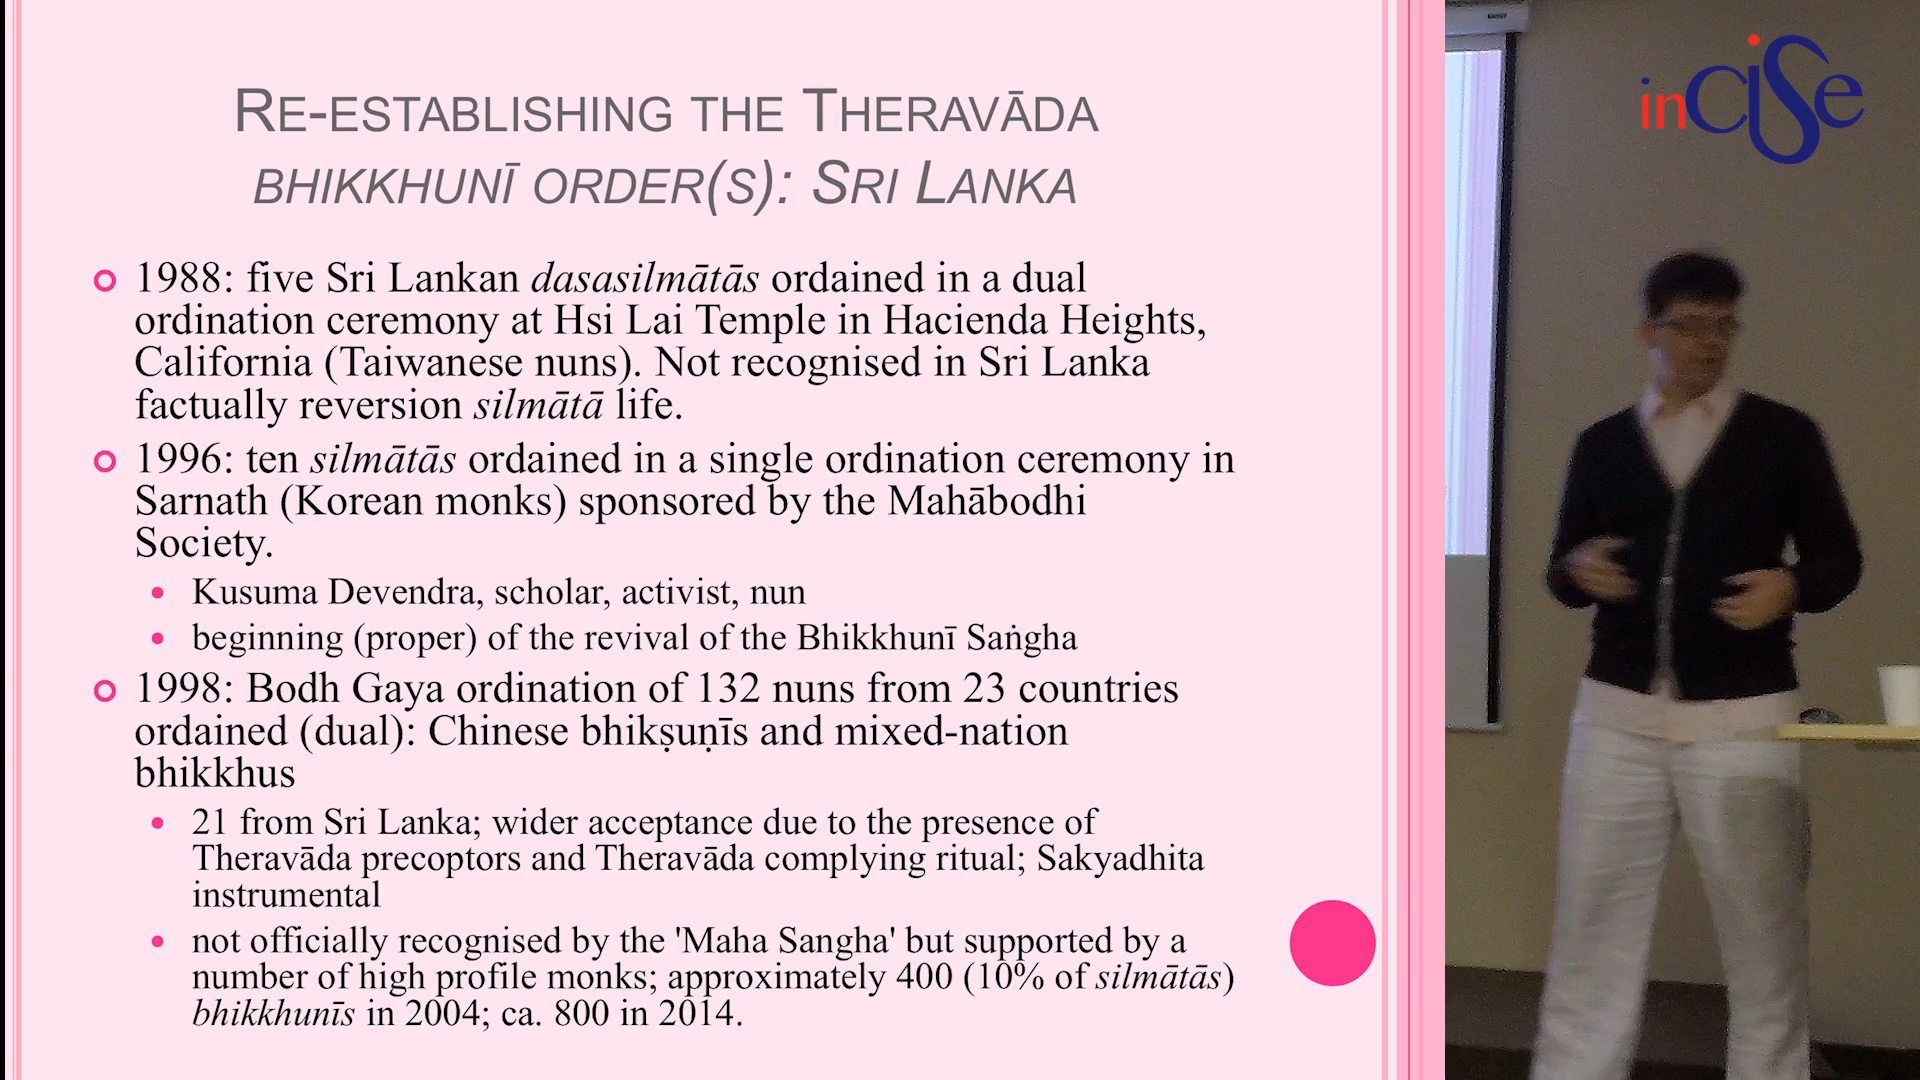 RE-ESTABLISHING THE THERAVĀDA
BHIKKHUNĪ ORDER(S): SRI LANKA
1988: five Sri Lankan dasasilmātās ordained in a dual
ordination ceremony at Hsi Lai Temple in Hacienda Heights,
California (Taiwanese nuns). Not recognised in Sri Lanka
factually reversion silmātā life.
1996: ten silmātās ordained in a single ordination ceremony in
Sarnath (Korean monks) sponsored by the Mahābodhi
Society.
Kusuma Devendra, scholar, activist, nun
beginning (proper) of the revival of the Bhikkhunī Saṅgha
1998: Bodh Gaya ordination of 132 nuns from 23 countries
ordained (dual): Chinese bhikṣuṇīs and mixed-nation
bhikkhus
21 from Sri Lanka; wider acceptance due to the presence of
Theravāda precoptors and Theravāda complying ritual; Sakyadhita
instrumental
not officially recognised by the 'Maha Sangha' but supported by a
number of high profile monks; approximately 400 (10% of silmātās)
bhikkhunīs in 2004; ca. 800 in 2014.
inCiSe